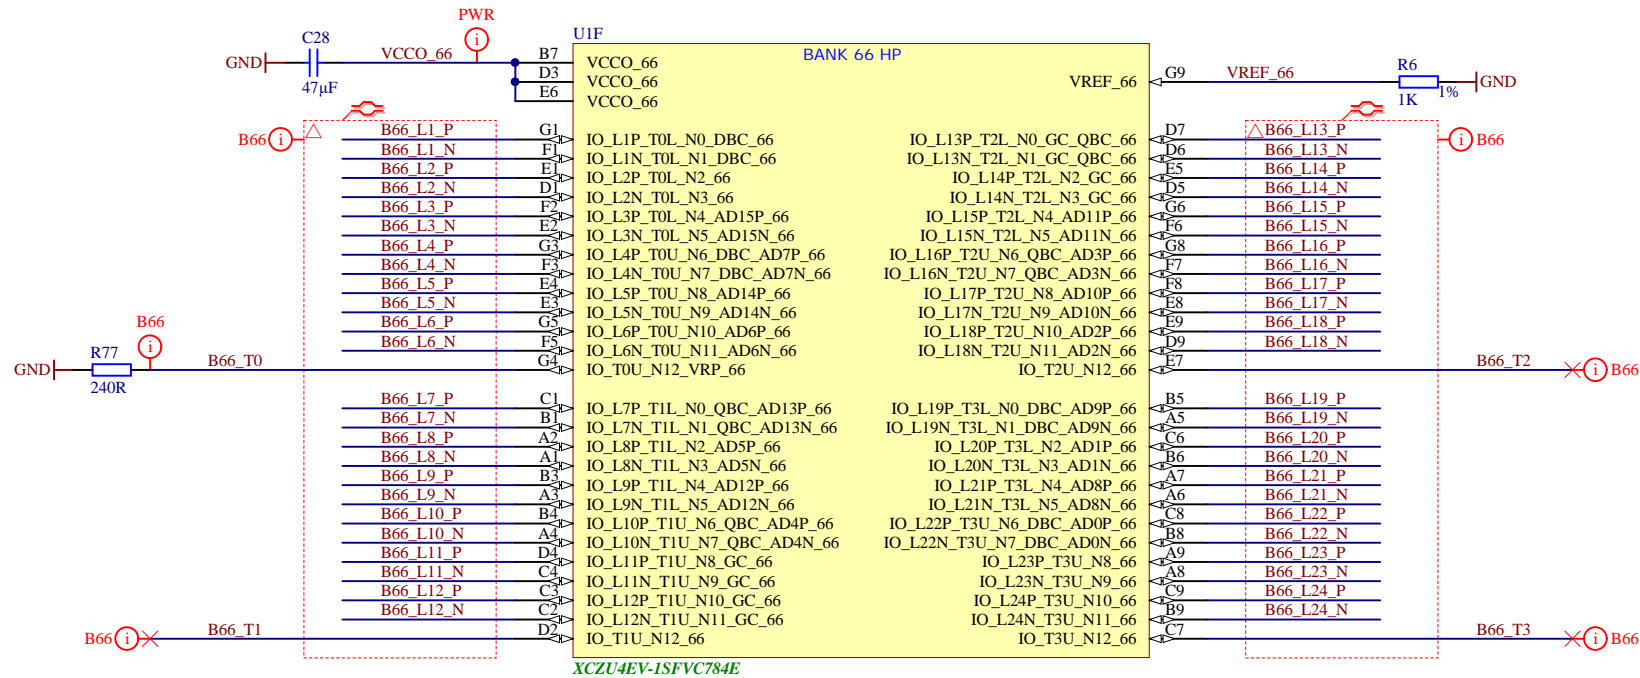 PWR
U1F
BANK 66 HP
C28
GND
47µF
VCCO_66
B7 VCCO_66
D3 VCCO_66
E6 VCCO_66
VREF_66 G9 VREF_66
R6
1K
1%
GND
B66 i
i B66
B66_L1_P G1 IO_L1P_T0L_N0_DBC_66 IO_L13P_T2L_N0_GC_QBC_66 D7 B66_L13_P
B66_L1_N F1 IO_L1N_T0L_N1_DBC_66 IO_L13N_T2L_N1_GC_QBC_66 D6 B66_L13_N
B66_L2_P E1 IO_L2P_T0L_N2_66 IO_L14P_T2L_N2_GC_66 E5 B66_L14_P
B66_L2_N D1 IO_L2N_T0L_N3_66 IO_L14N_T2L_N3_GC_66 D5 B66_L14_N
B66_L3_P F2 IO_L3P_T0L_N4_AD15P_66 IO_L15P_T2L_N4_AD11P_66 G6 B66_L15_P
B66_L3_N E2 IO_L3N_T0L_N5_AD15N_66 IO_L15N_T2L_N5_AD11N_66 F6 B66_L15_N
B66_L4_P G3 IO_L4P_T0U_N6_DBC_AD7P_66 IO_L16P_T2U_N6_QBC_AD3P_66 G8 B66_L16_P
B66_L4_N F3 IO_L4N_T0U_N7_DBC_AD7N_66 IO_L16N_T2U_N7_QBC_AD3N_66 F7 B66_L16_N
B66_L5_P E4 IO_L5P_T0U_N8_AD14P_66 IO_L17P_T2U_N8_AD10P_66 F8 B66_L17_P
B66_L5_N E3 IO_L5N_T0U_N9_AD14N_66 IO_L17N_T2U_N9_AD10N_66 E8 B66_L17_N
B66_L6_P G5 IO_L6P_T0U_N10_AD6P_66 IO_L18P_T2U_N10_AD2P_66 E9 B66_L18_P
B66_L6_N F5 IO_L6N_T0U_N11_AD6N_66 IO_L18N_T2U_N11_AD2N_66 D9 B66_L18_N
B66
R77
240R
GND
B66_T0 G4 IO_T0U_N12_VRP_66 IO_T2U_N12_66 E7 B66_T2 i B66
B66_L7_P C1 IO_L7P_T1L_N0_QBC_AD13P_66 IO_L19P_T3L_N0_DBC_AD9P_66 B5 B66_L19_P
B66_L7_N B1 IO_L7N_T1L_N1_QBC_AD13N_66 IO_L19N_T3L_N1_DBC_AD9N_66 A5 B66_L19_N
B66_L8_P A2 IO_L8P_T1L_N2_AD5P_66 IO_L20P_T3L_N2_AD1P_66 C6 B66_L20_P
B66_L8_N A1 IO_L8N_T1L_N3_AD5N_66 IO_L20N_T3L_N3_AD1N_66 B6 B66_L20_N
B66_L9_P B3 IO_L9P_T1L_N4_AD12P_66 IO_L21P_T3L_N4_AD8P_66 A7 B66_L21_P
B66_L9_N A3 IO_L9N_T1L_N5_AD12N_66 IO_L21N_T3L_N5_AD8N_66 A6 B66_L21_N
B66_L10_P B4 IO_L10P_T1U_N6_QBC_AD4P_66 IO_L22P_T3U_N6_DBC_AD0P_66 C8 B66_L22_P
B66_L10_N A4 IO_L10N_T1U_N7_QBC_AD4N_66 IO_L22N_T3U_N7_DBC_AD0N_66 B8 B66_L22_N
B66_L11_P D4 IO_L11P_T1U_N8_GC_66 IO_L23P_T3U_N8_66 A9 B66_L23_P
B66_L11_N C4 IO_L11N_T1U_N9_GC_66 IO_L23N_T3U_N9_66 A8 B66_L23_N
B66_L12_P C3 IO_L12P_T1U_N10_GC_66 IO_L24P_T3U_N10_66 C9 B66_L24_P
B66_L12_N C2 IO_L12N_T1U_N11_GC_66 IO_L24N_T3U_N11_66 B9 B66_L24_N
B66 i B66_T1 D2 IO_T1U_N12_66 IO_T3U_N12_66 C7 B66_T3 i B66
XCZU4EV-1SFVC784E